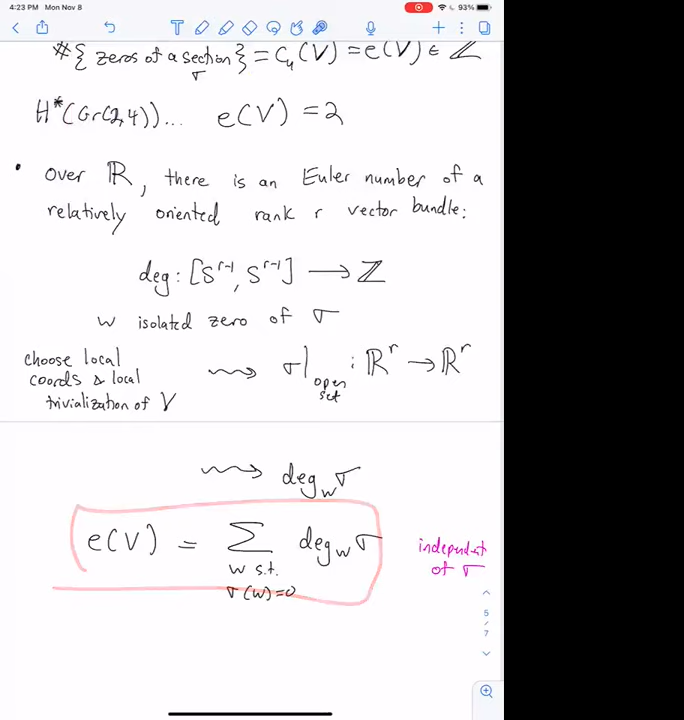 4:23 PM Mon Nov 8
93%
#{ zeros of a section σ } = C₄(V) = e(V) ∈ ℤ
H*(Gr(2,4))... e(V) = 2
• Over ℝ, there is an Euler number of a
relatively oriented rank r vector bundle:
deg: [S^{r-1}, S^{r-1}] → ℤ
w isolated zero of σ
choose local
coords & local
trivialization of V
⇝ σ|_{open set} : ℝ^r → ℝ^r
⇝ deg_w σ
e(V) = Σ_{w s.t. σ(w)=0} deg_w σ
independent
of σ
5
/
7